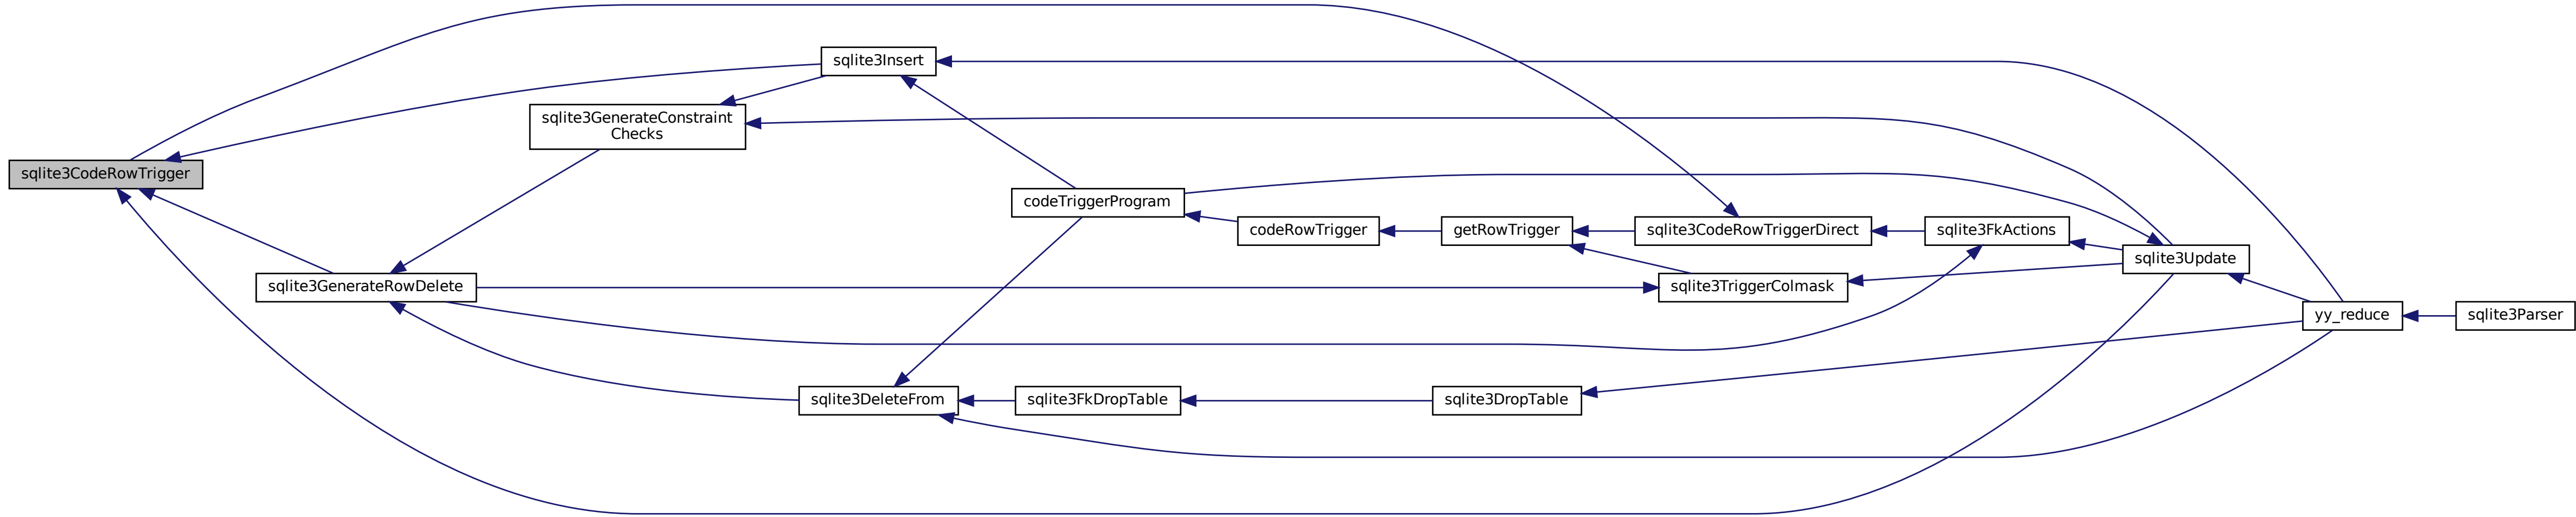 sqlite3Insert
sqlite3GenerateConstraint
Checks
sqlite3CodeRowTrigger
codeTriggerProgram
codeRowTrigger
getRowTrigger
sqlite3CodeRowTriggerDirect
sqlite3FkActions
sqlite3Update
sqlite3GenerateRowDelete
sqlite3TriggerColmask
yy_reduce
sqlite3Parser
sqlite3DeleteFrom
sqlite3FkDropTable
sqlite3DropTable